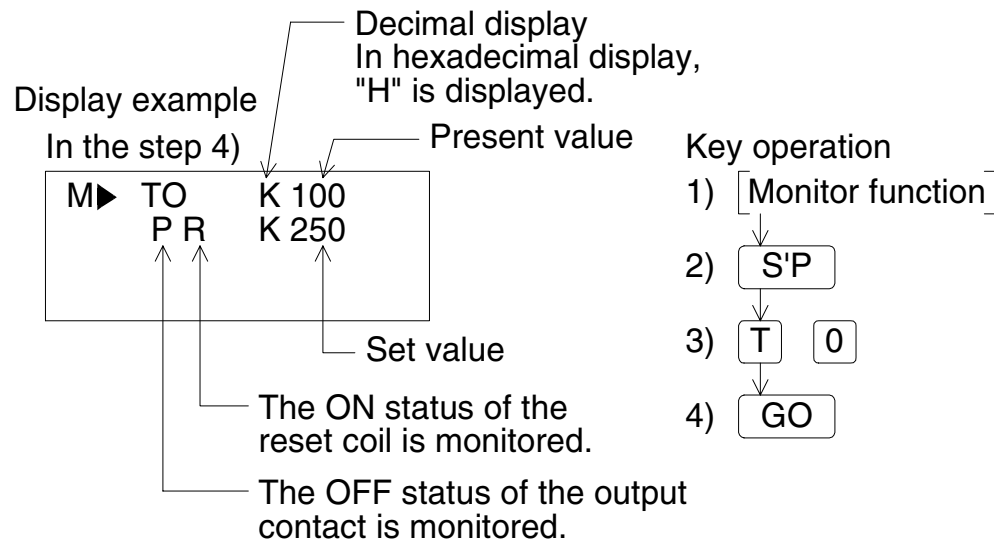 Decimal display
In hexadecimal display,
"H" is displayed.
Display example
In the step 4)
Present value
M▶ TO K 100
P R K 250
Set value
The ON status of the
reset coil is monitored.
The OFF status of the output
contact is monitored.
Key operation
1) Monitor function
2) S'P
3) T 0
4) GO